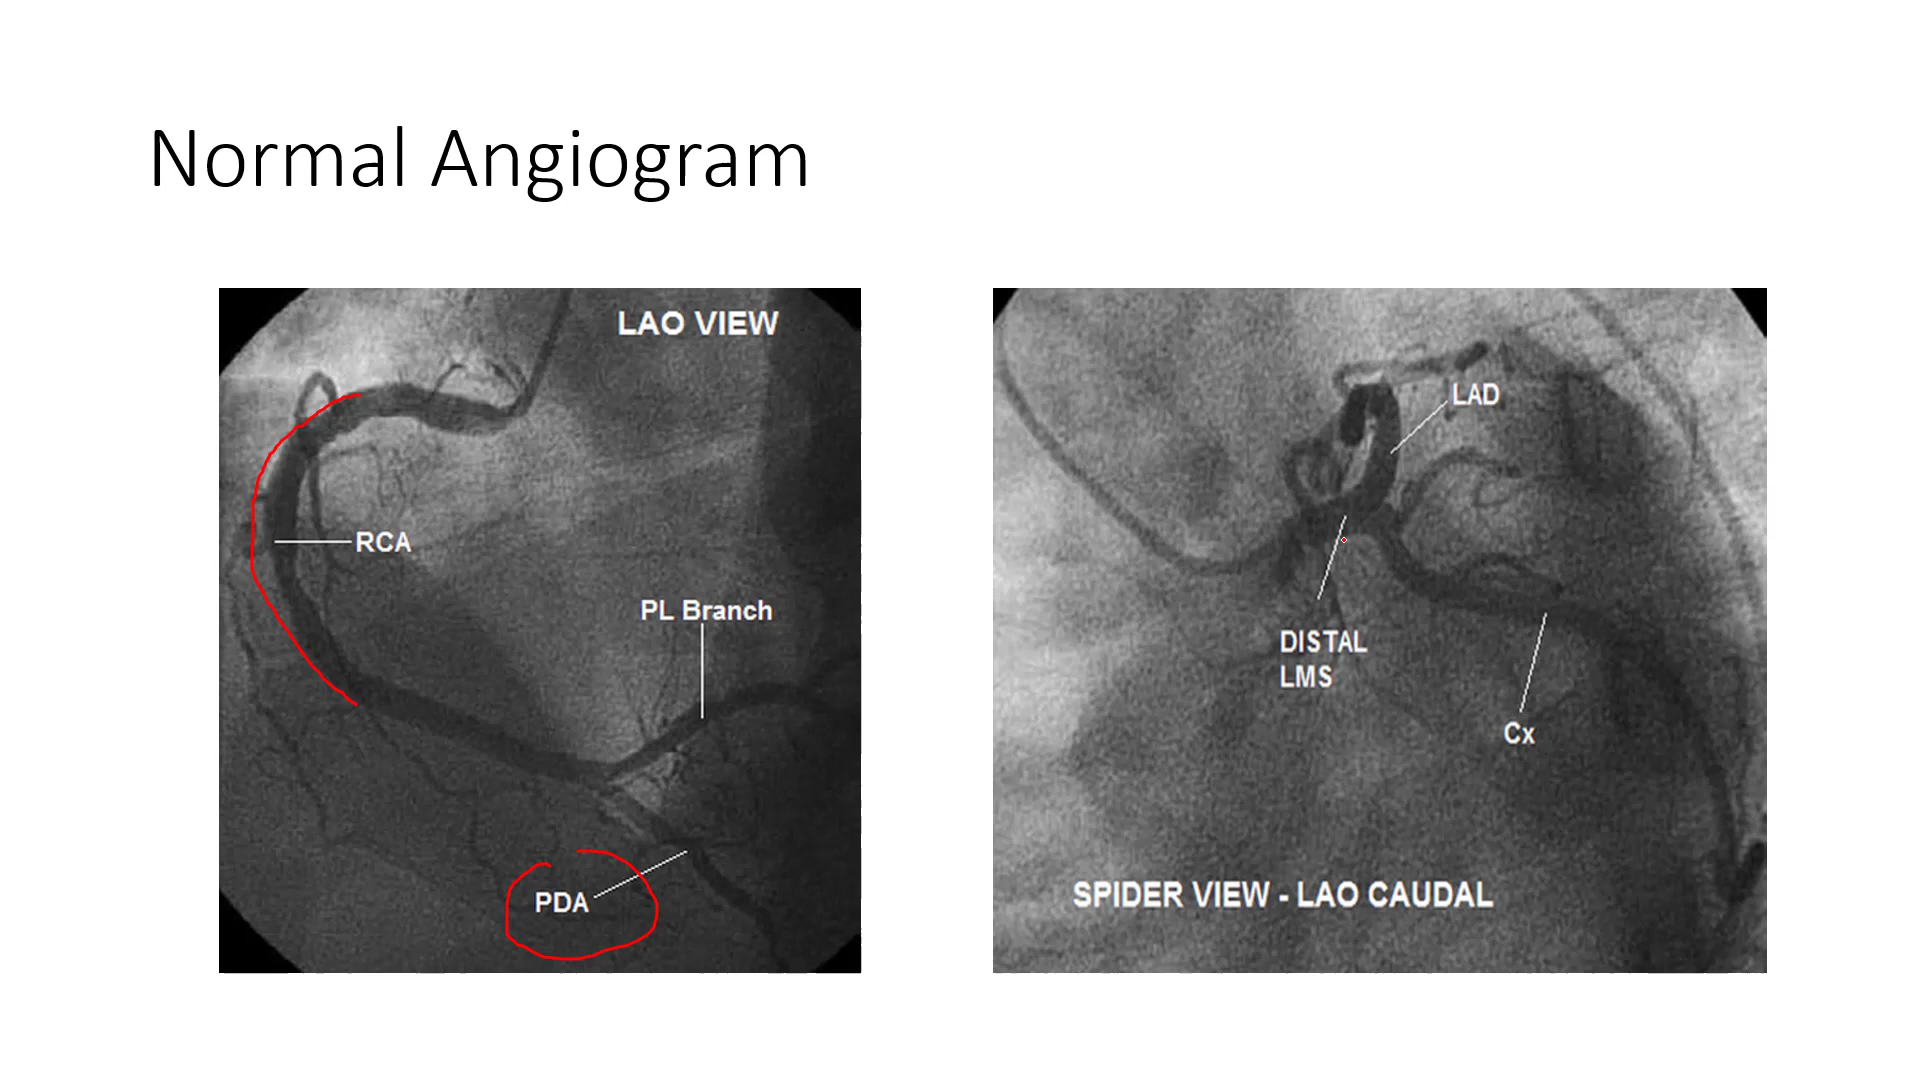 Normal Angiogram
LAO VIEW
RCA
PL Branch
PDA
LAD
DISTAL
LMS
Cx
SPIDER VIEW - LAO CAUDAL